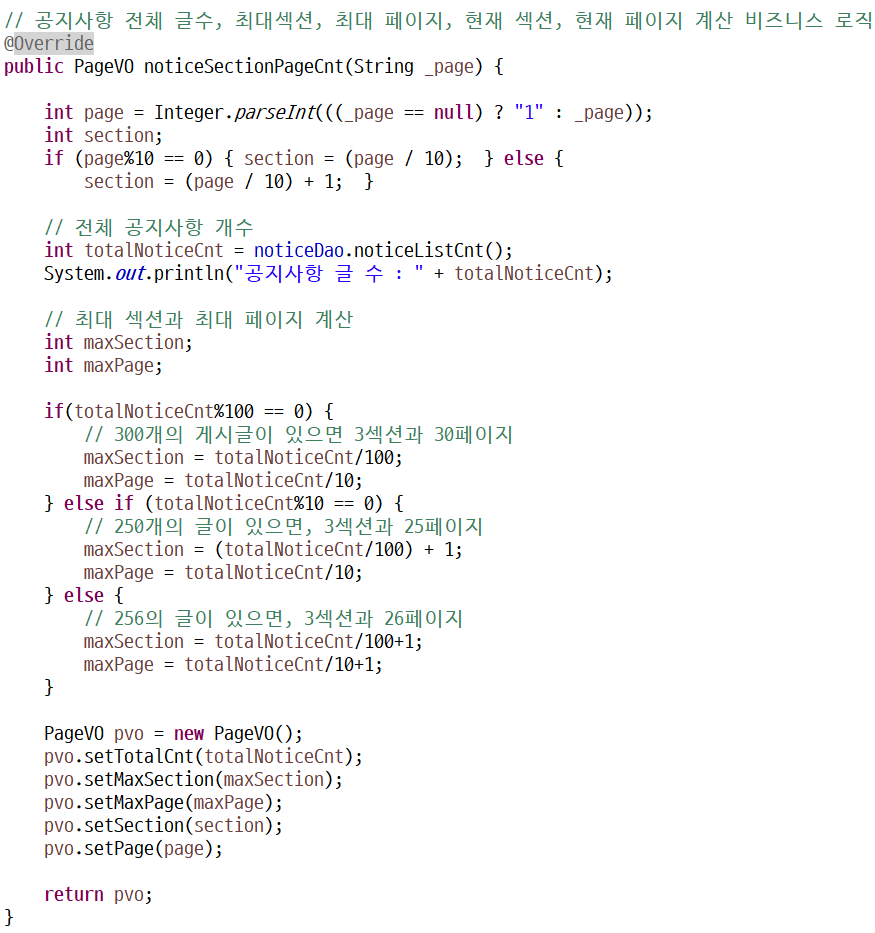 // 공지사항 전체 글수, 최대섹션, 최대 페이지, 현재 섹션, 현재 페이지 계산 비즈니스 로직
@Override
public PageVO noticeSectionPageCnt(String _page) {
int page = Integer.parseInt(((_page == null) ? "1" : _page));
int section;
if (page%10 == 0) { section = (page / 10);  } else {
section = (page / 10) + 1;  }
// 전체 공지사항 개수
int totalNoticeCnt = noticeDao.noticeListCnt();
System.out.println("공지사항 글 수 : " + totalNoticeCnt);
// 최대 섹션과 최대 페이지 계산
int maxSection;
int maxPage;
if(totalNoticeCnt%100 == 0) {
// 300개의 게시글이 있으면 3섹션과 30페이지
maxSection = totalNoticeCnt/100;
maxPage = totalNoticeCnt/10;
} else if (totalNoticeCnt%10 == 0) {
// 250개의 글이 있으면, 3섹션과 25페이지
maxSection = (totalNoticeCnt/100) + 1;
maxPage = totalNoticeCnt/10;
} else {
// 256의 글이 있으면, 3섹션과 26페이지
maxSection = totalNoticeCnt/100+1;
maxPage = totalNoticeCnt/10+1;
}
PageVO pvo = new PageVO();
pvo.setTotalCnt(totalNoticeCnt);
pvo.setMaxSection(maxSection);
pvo.setMaxPage(maxPage);
pvo.setSection(section);
pvo.setPage(page);
return pvo;
}